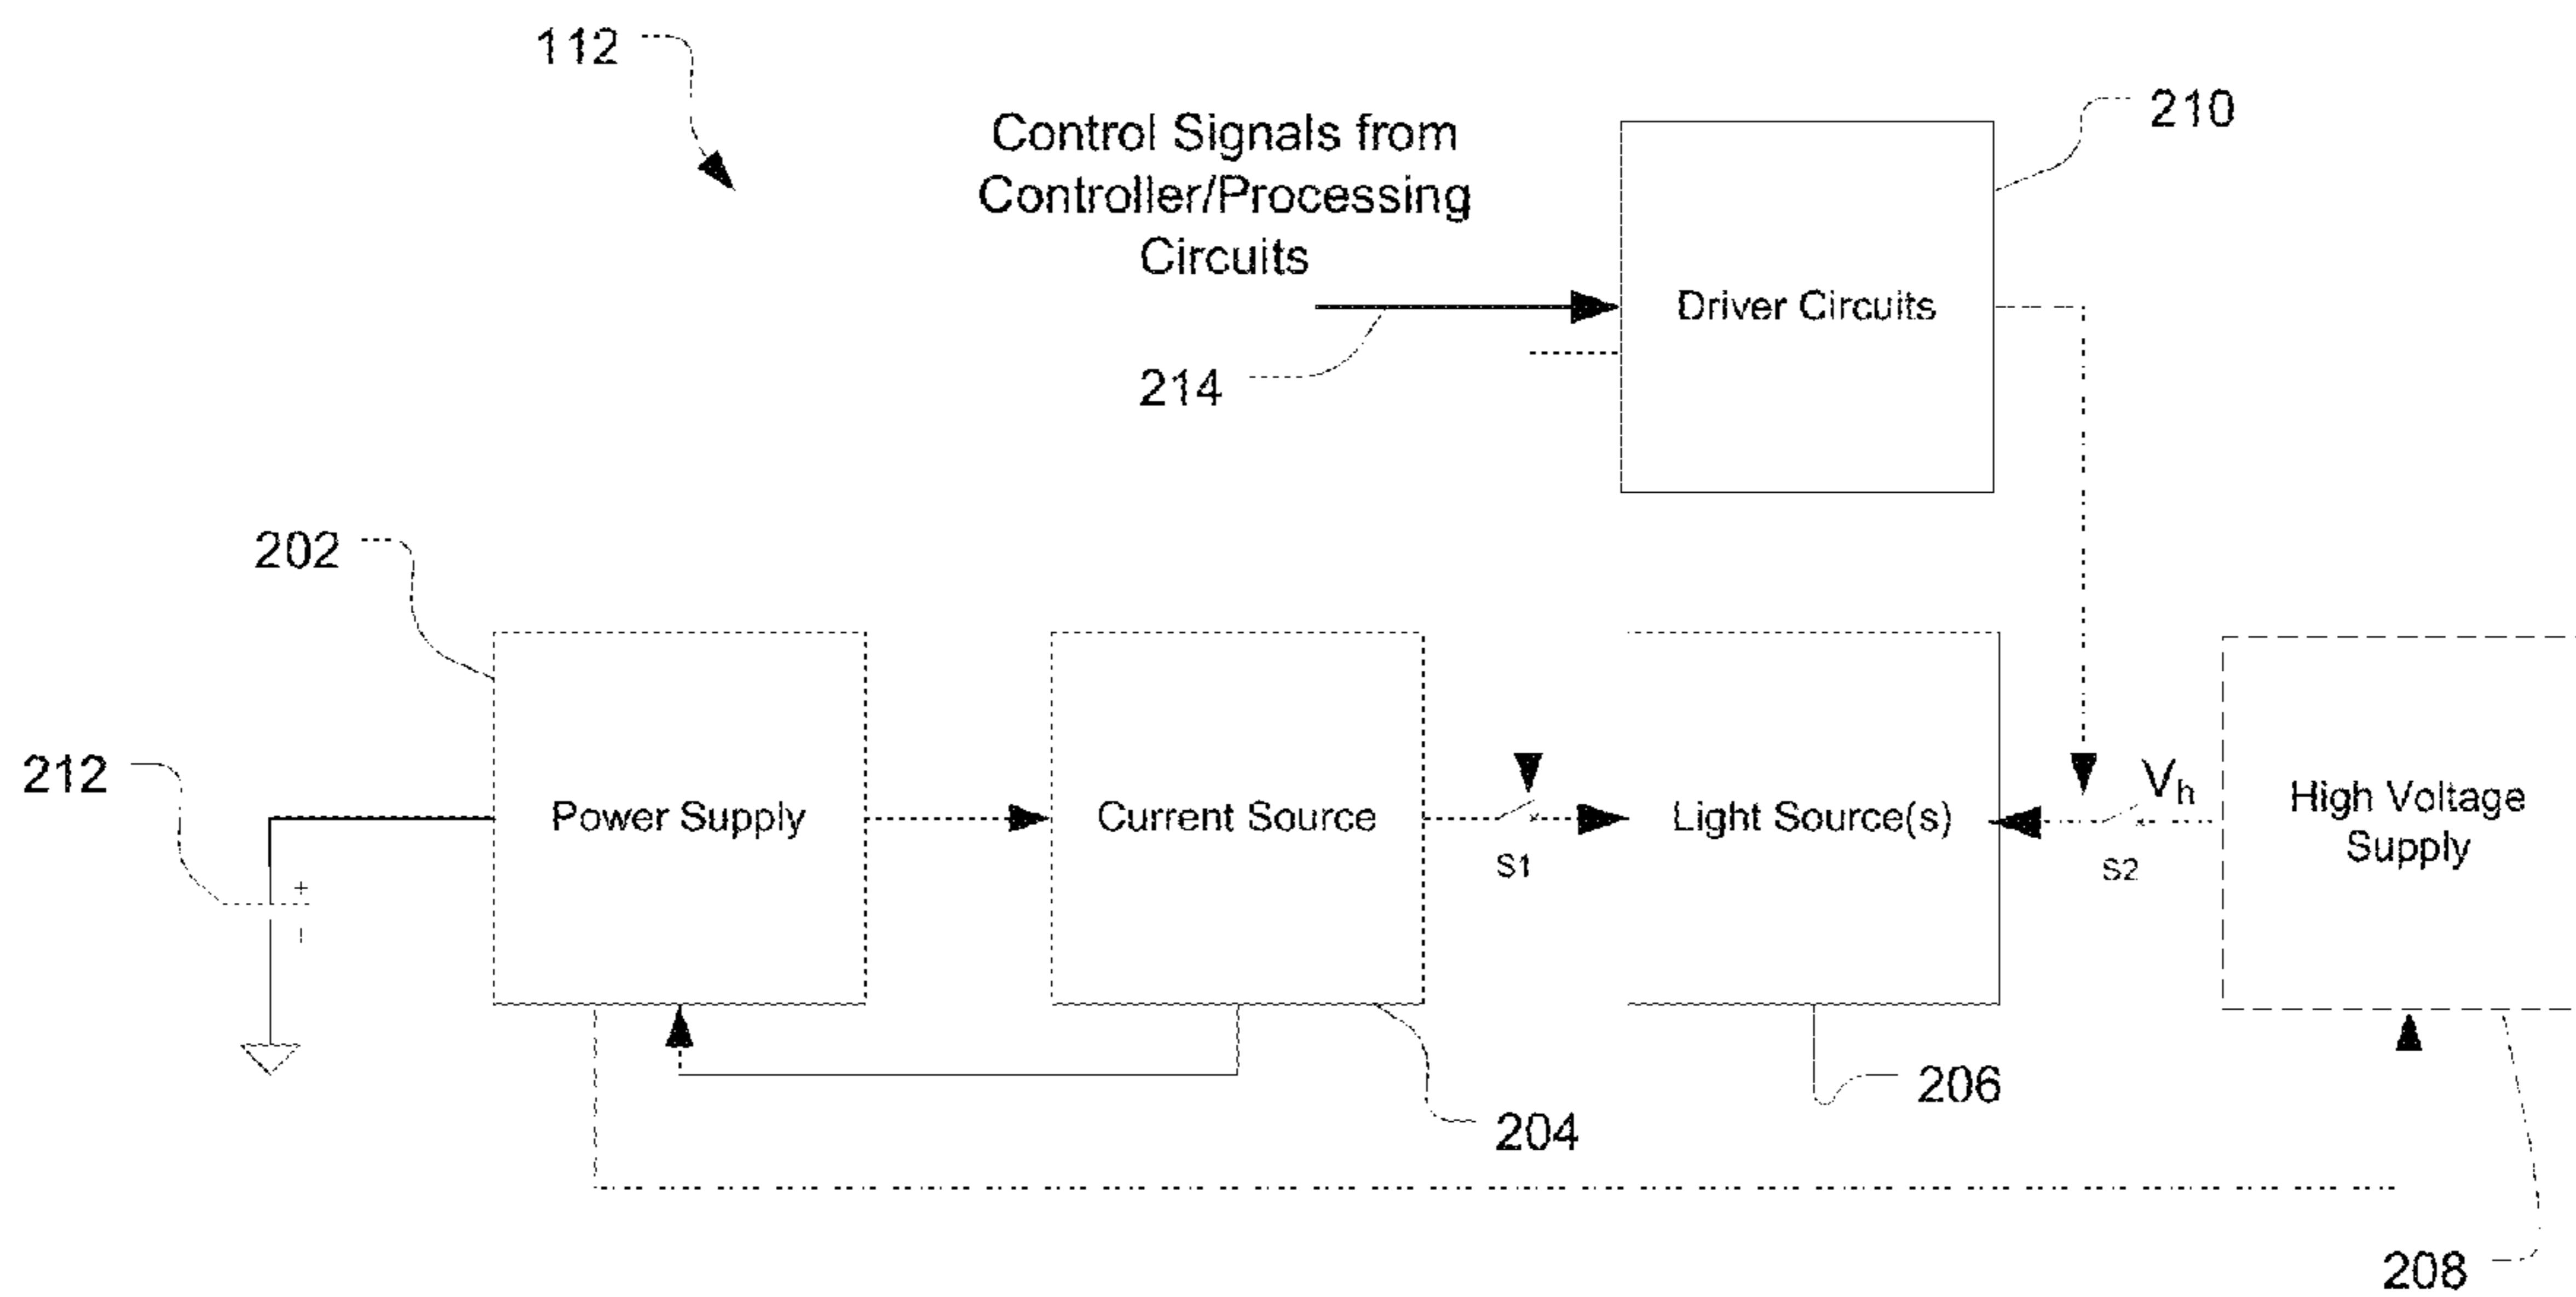 112
Control Signals from
Controller/Processing
Circuits
210
Driver Circuits
214
202
212
Power Supply
Current Source
S1
Light Source(s)
Vh
S2
High Voltage
Supply
+
206
204
208